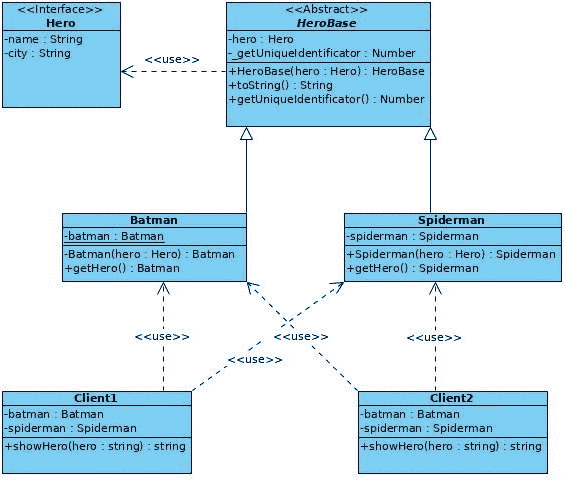 <<Interface>>
Hero
-name : String
-city : String
<<use>>
<<Abstract>>
HeroBase
-hero : Hero
-_getUniqueIdentificator : Number
+HeroBase(hero : Hero) : HeroBase
+toString() : String
+getUniqueIdentificator() : Number
Batman
-batman : Batman
-Batman(hero : Hero) : Batman
+getHero() : Batman
Spiderman
-spiderman : Spiderman
+Spiderman(hero : Hero) : Spiderman
+getHero() : Spiderman
<<use>>
<<use>>
<<use>>
<<use>>
Client1
-batman : Batman
-spiderman : Spiderman
+showHero(hero : string) : string
Client2
-batman : Batman
-spiderman : Spiderman
+showHero(hero : string) : string